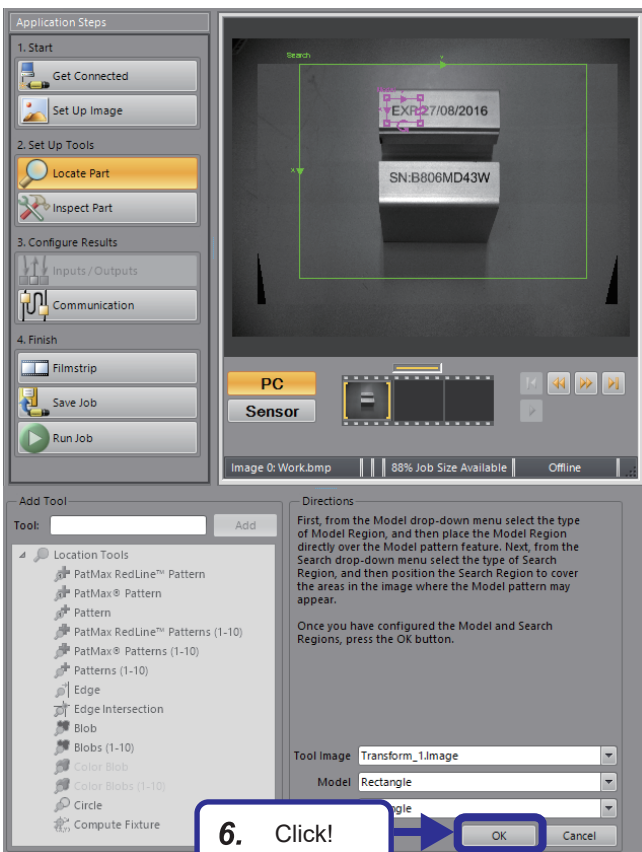 Application Steps
1. Start
Get Connected
Set Up Image
2. Set Up Tools
Locate Part
Inspect Part
3. Configure Results
Inputs / Outputs
Communication
4. Finish
Filmstrip
Save Job
Run Job
Search
Y
X
EXP:27/08/2016
SN:B806MD43W
PC
Sensor
Image 0: Work.bmp
88% Job Size Available
Offline
Add Tool
Tool:
Add
Location Tools
PatMax RedLine™ Pattern
PatMax® Pattern
Pattern
PatMax RedLine™ Patterns (1-10)
PatMax® Patterns (1-10)
Patterns (1-10)
Edge
Edge Intersection
Blob
Blobs (1-10)
Color Blob
Color Blobs (1-10)
Circle
Compute Fixture
Directions
First, from the Model drop-down menu select the type
of Model Region, and then place the Model Region
directly over the Model pattern feature. Next, from the
Search drop-down menu select the type of Search
Region, and then position the Search Region to cover
the areas in the image where the Model pattern may
appear.
Once you have configured the Model and Search
Regions, press the OK button.
Tool Image Transform_1.Image
Model Rectangle
6. Click!
OK
Cancel